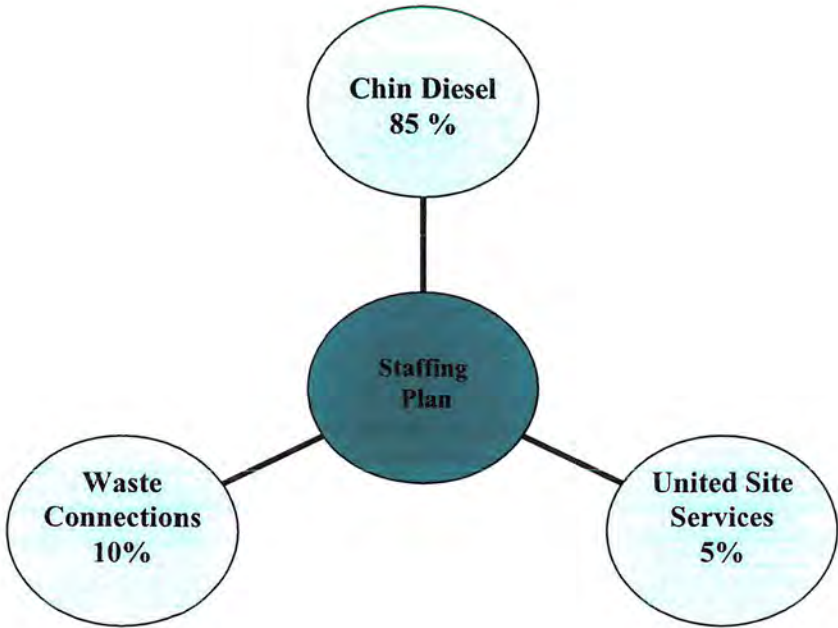 Chin Diesel
85 %
Staffing
Plan
Waste
Connections
10%
United Site
Services
5%